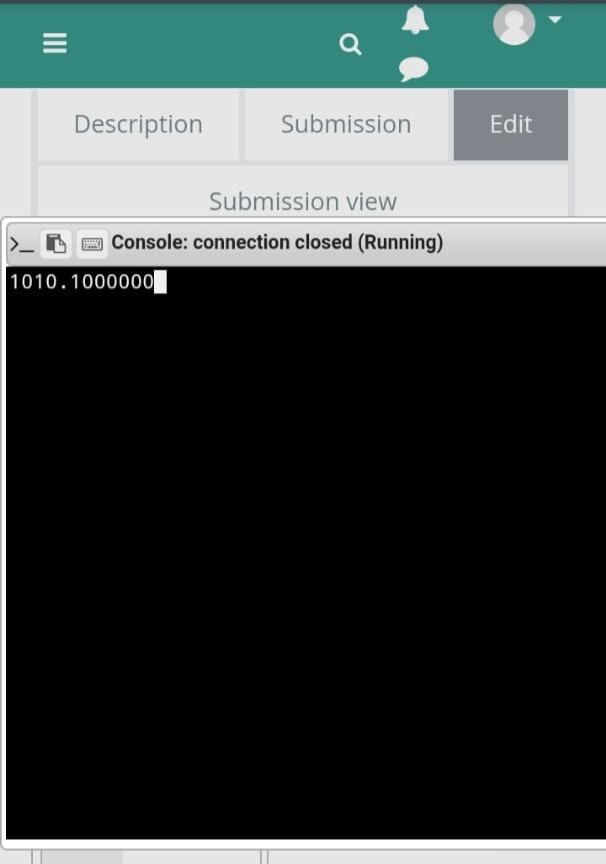 Description
Submission
Edit
Submission view
>_ Console: connection closed (Running)
1010.1000000